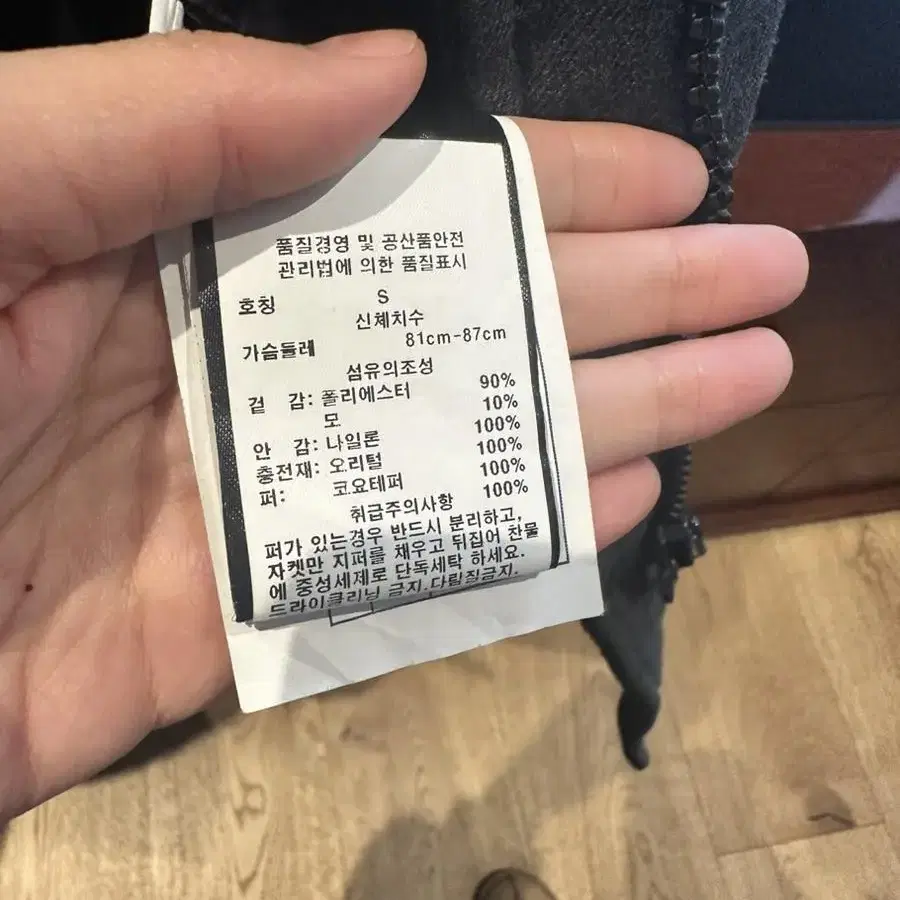 품질경영 및 공산품안전
관리법에 의한 품질표시
호칭 S
신체치수
가슴둘레 81cm-87cm
섬유의조성
겉 감: 폴리에스터 90%
모 10%
안 감: 나일론 100%
충전재: 오리털 100%
퍼: 코요테퍼 100%
100%
취급주의사항
퍼가 있는경우 반드시 분리하고,
자켓만 지퍼를 채우고 뒤집어 찬물
에 중성세제로 단독세탁 하세요.
드라이클리닝 금지.다림질금지.